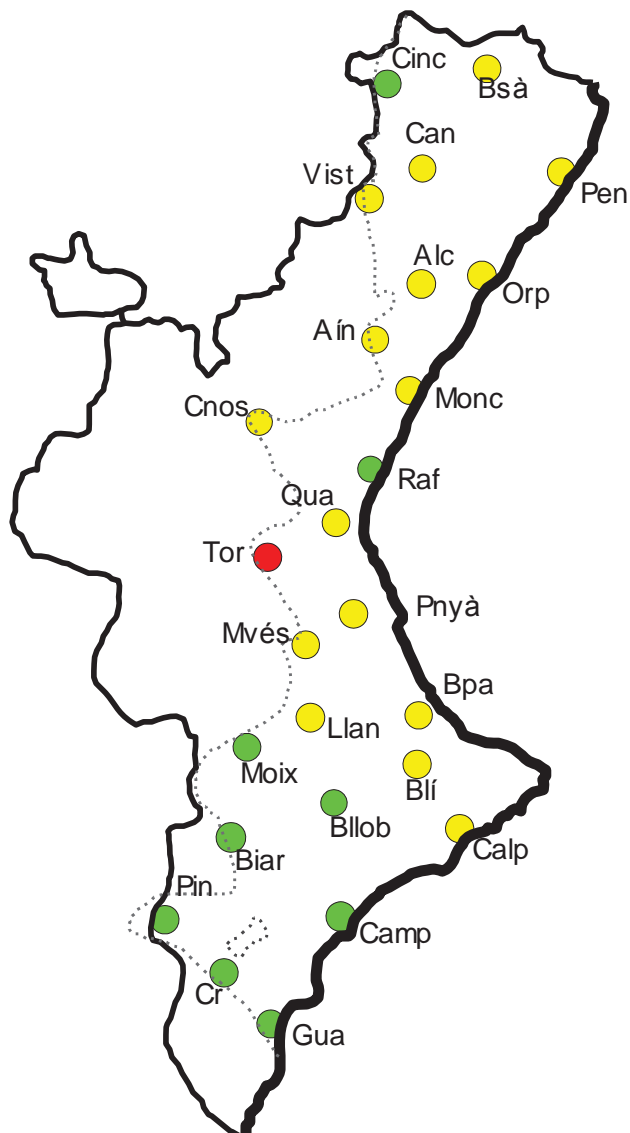 Cinc
Bsà
Can
Vist
Pen
Alc
Orp
Aín
Monc
Cnos
Raf
Qua
Tor
Pnyà
Mvés
Bpa
Llan
Moix
Blí
Bllob
Calp
Biar
Pin
Camp
Cr
Gua